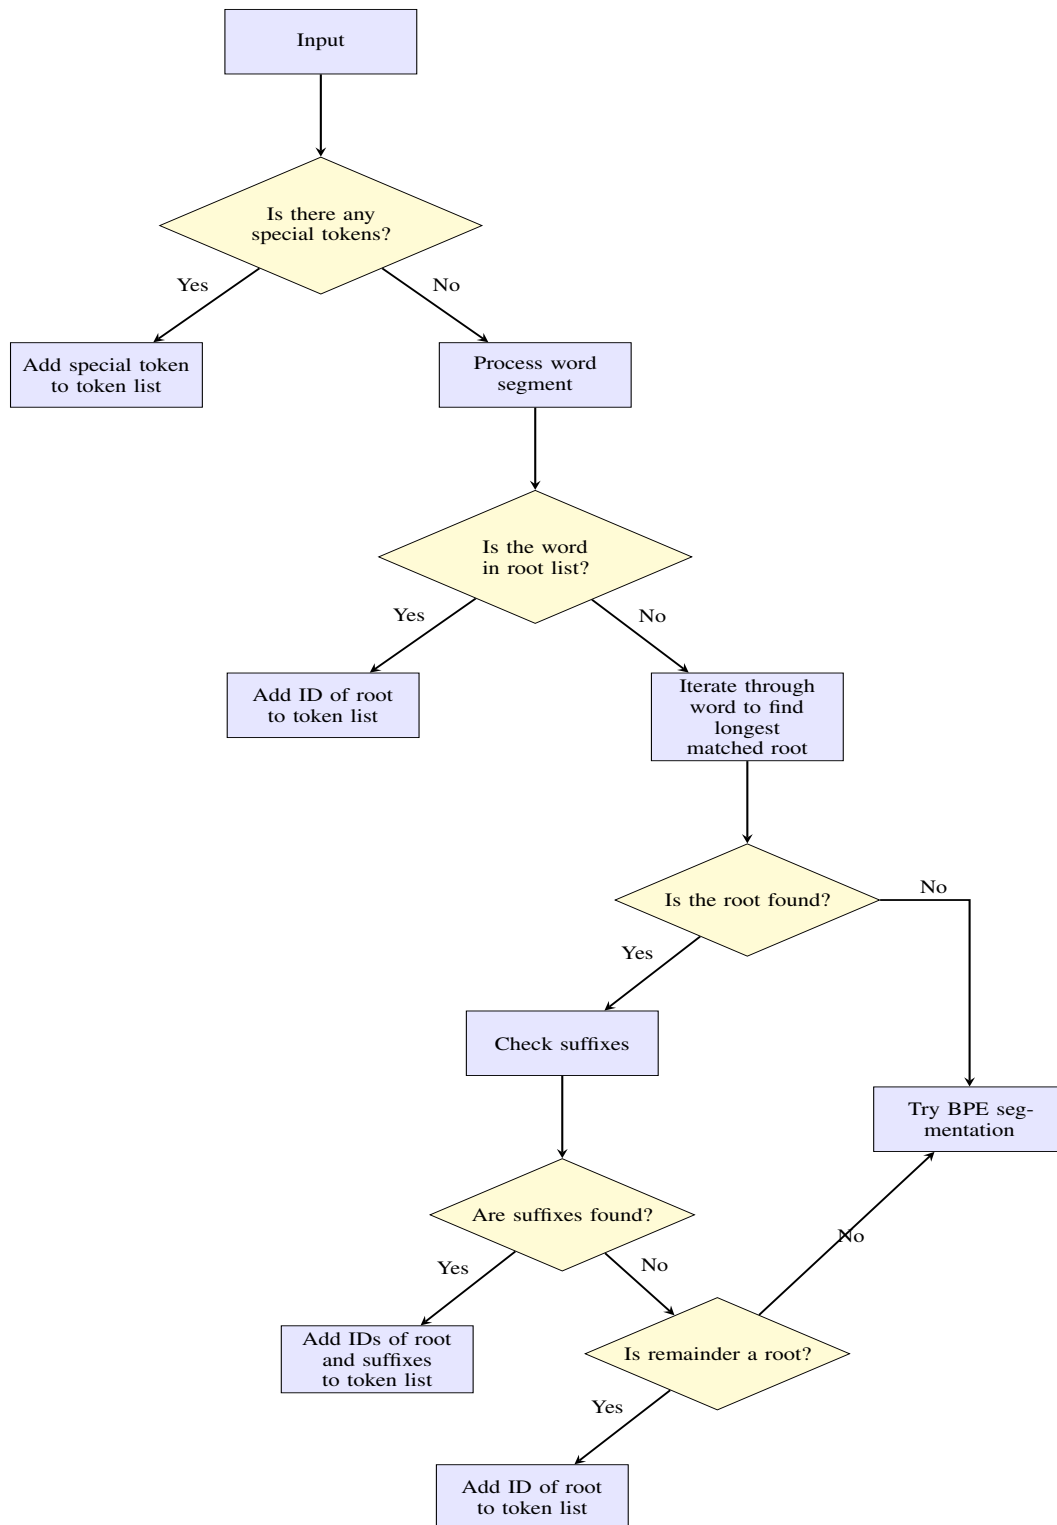 Input
Is there any
special tokens?
Yes
No
Add special token
to token list
Process word
segment
Is the word
in root list?
Yes
No
Add ID of root
to token list
Iterate through
word to find
longest
matched root
Is the root found?
No
Yes
Check suffixes
Try BPE seg-
mentation
Are suffixes found?
No
Yes
No
Add IDs of root
and suffixes
to token list
Is remainder a root?
Yes
Add ID of root
to token list